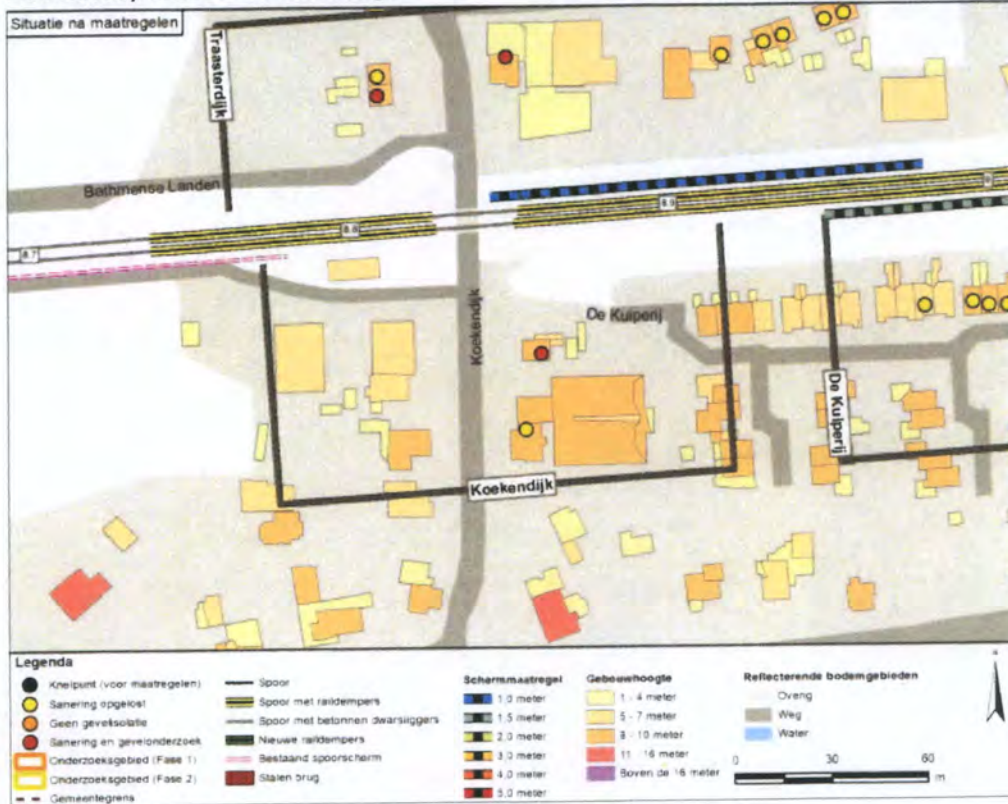 Situatie na maatregelen
Traasterdijk
Bathmense Landen
8.7
8.8
8.9
Koekendijk
De Kuiperij
De Kuiperij
Koekendijk
Legenda
Knelpunt (voor maatregelen)
Sanering opgelost
Geen gevelisolatie
Sanering en gevelonderzoek
Onderzoeksgebied (Fase 1)
Onderzoeksgebied (Fase 2)
Gemeentegrens
Spoor
Spoor met raildempers
Spoor met betonnen dwarsliggers
Nieuwe raildempers
Bestaand spoorscherm
Stalen brug
Schermmaatregel
1,0 meter
1,5 meter
2,0 meter
3,0 meter
4,0 meter
5,0 meter
Gebouwhoogte
1 - 4 meter
5 - 7 meter
8 - 10 meter
11 - 16 meter
Boven de 16 meter
Reflecterende bodemgebieden
Overig
Weg
Water
0 30 60
m